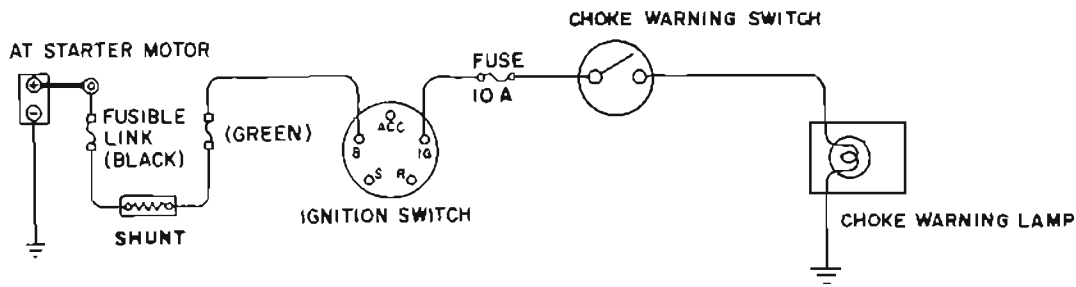 CHOKE WARNING SWITCH
AT STARTER MOTOR
FUSE
10 A
FUSIBLE
LINK
(BLACK)
(GREEN)
ACC
B
IG
S
R
IGNITION SWITCH
SHUNT
CHOKE WARNING LAMP